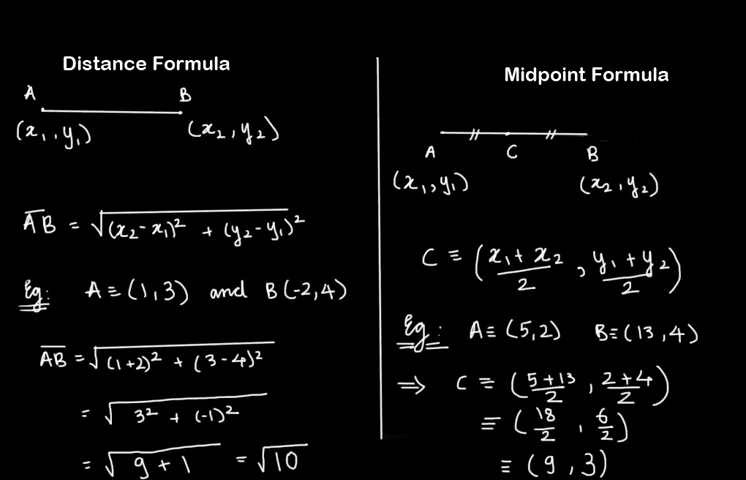 Distance Formula
A B
(x₁, y₁) (x₂, y₂)
A̅B = √(x₂ - x₁)² + (y₂ - y₁)²
Eg: A ≡ (1, 3) and B (-2, 4)
A̅B̅ = √(1+2)² + (3-4)²
= √3² + (-1)²
= √9 + 1 = √10
Midpoint Formula
A C B
(x₁, y₁) (x₂, y₂)
C ≡ (x₁ + x₂/2, y₁ + y₂/2)
Eg: A ≡ (5, 2) B ≡ (13, 4)
⇒ C ≡ (5+13/2, 2+4/2)
≡ (18/2, 6/2)
≡ (9, 3)